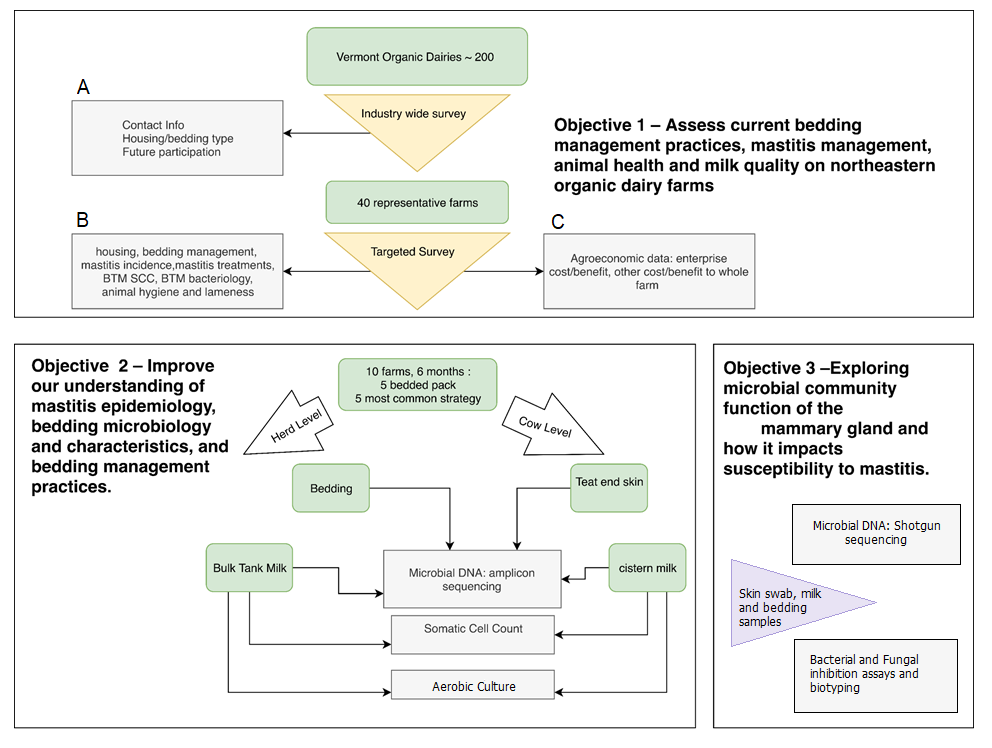 Vermont Organic Dairies ~ 200
A
Industry wide survey
Contact Info
Housing/bedding type
Future participation
Objective 1 – Assess current bedding
management practices, mastitis management,
animal health and milk quality on northeastern
organic dairy farms
40 representative farms
B
C
Targeted Survey
housing, bedding management,
mastitis incidence,mastitis treatments,
BTM SCC, BTM bacteriology,
animal hygiene and lameness
Agroeconomic data: enterprise
cost/benefit, other cost/benefit to whole
farm
Objective 2 – Improve
our understanding of
mastitis epidemiology,
bedding microbiology
and characteristics, and
bedding management
practices.
10 farms, 6 months :
5 bedded pack
5 most common strategy
Herd Level
Cow Level
Bedding
Teat end skin
Bulk Tank Milk
Microbial DNA: amplicon
sequencing
cistern milk
Somatic Cell Count
Aerobic Culture
Objective 3 –Exploring
microbial community
function of the
mammary gland and
how it impacts
susceptibility to mastitis.
Microbial DNA: Shotgun
sequencing
Skin swab, milk
and bedding
samples
Bacterial and Fungal
inhibition assays and
biotyping